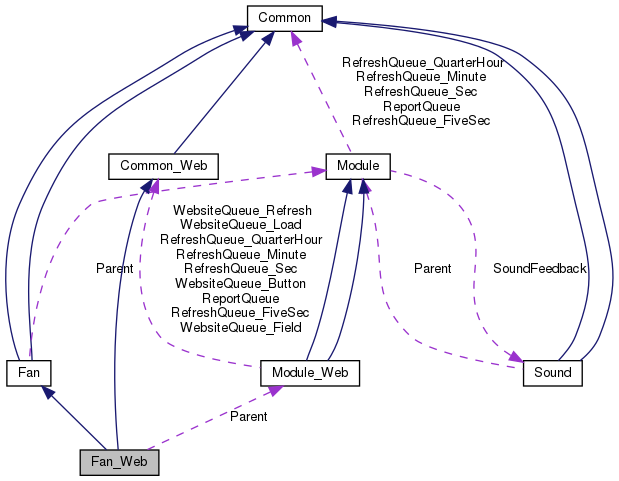 Common
RefreshQueue_QuarterHour
RefreshQueue_Minute
RefreshQueue_Sec
ReportQueue
RefreshQueue_FiveSec
Common_Web
Module
WebsiteQueue_Refresh
WebsiteQueue_Load
RefreshQueue_QuarterHour
RefreshQueue_Minute
RefreshQueue_Sec
WebsiteQueue_Button
ReportQueue
RefreshQueue_FiveSec
WebsiteQueue_Field
Parent
Parent
SoundFeedback
Fan
Module_Web
Sound
Parent
Fan_Web